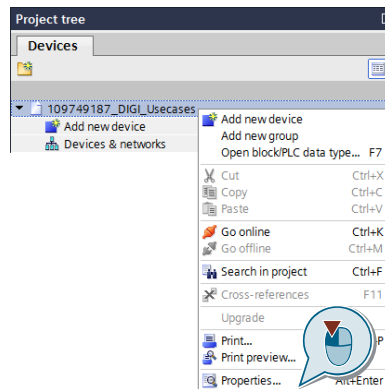 Project tree
Devices
109749187_DIGI_Usecases
Add new device
Devices & networks
Add new device
Add new group
Open block/PLC data type... F7
Cut Ctrl+X
Copy Ctrl+C
Paste Ctrl+V
Go online Ctrl+K
Go offline Ctrl+M
Search in project Ctrl+F
Cross-references F11
Upgrade
Print...
Print preview...
Properties... Alt+Enter